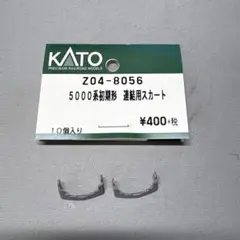 KATO
PRECISION RAILROAD MODELS
Z04-8056
5000系初期形 連結用スカート
¥400+税
10個入り